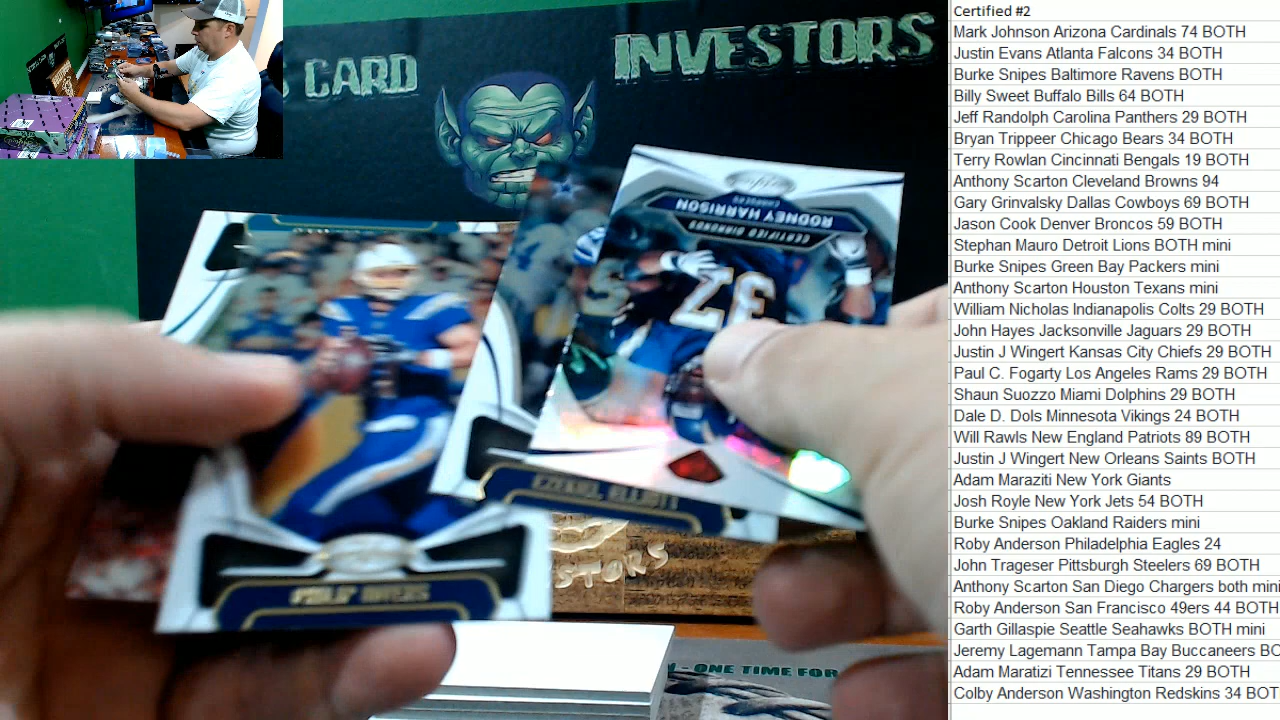 S CARD INVESTORS
RODNEY HARRISON
CHARGERS
CERTIFIED DIAMONDS
EZEKIEL ELLIOTT
PHILIP RIVERS
STORS
- ONE TIME FOR
Certified #2
Mark Johnson Arizona Cardinals 74 BOTH
Justin Evans Atlanta Falcons 34 BOTH
Burke Snipes Baltimore Ravens BOTH
Billy Sweet Buffalo Bills 64 BOTH
Jeff Randolph Carolina Panthers 29 BOTH
Bryan Trippeer Chicago Bears 34 BOTH
Terry Rowlan Cincinnati Bengals 19 BOTH
Anthony Scarton Cleveland Browns 94
Gary Grinvalsky Dallas Cowboys 69 BOTH
Jason Cook Denver Broncos 59 BOTH
Stephan Mauro Detroit Lions BOTH mini
Burke Snipes Green Bay Packers mini
Anthony Scarton Houston Texans mini
William Nicholas Indianapolis Colts 29 BOTH
John Hayes Jacksonville Jaguars 29 BOTH
Justin J Wingert Kansas City Chiefs 29 BOTH
Paul C. Fogarty Los Angeles Rams 29 BOTH
Shaun Suozzo Miami Dolphins 29 BOTH
Dale D. Dols Minnesota Vikings 24 BOTH
Will Rawls New England Patriots 89 BOTH
Justin J Wingert New Orleans Saints BOTH
Adam Maraziti New York Giants
Josh Royle New York Jets 54 BOTH
Burke Snipes Oakland Raiders mini
Roby Anderson Philadelphia Eagles 24
John Trageser Pittsburgh Steelers 69 BOTH
Anthony Scarton San Diego Chargers both mini
Roby Anderson San Francisco 49ers 44 BOTH
Garth Gillaspie Seattle Seahawks BOTH mini
Jeremy Lagemann Tampa Bay Buccaneers BO
Adam Maratizi Tennessee Titans 29 BOTH
Colby Anderson Washington Redskins 34 BOT